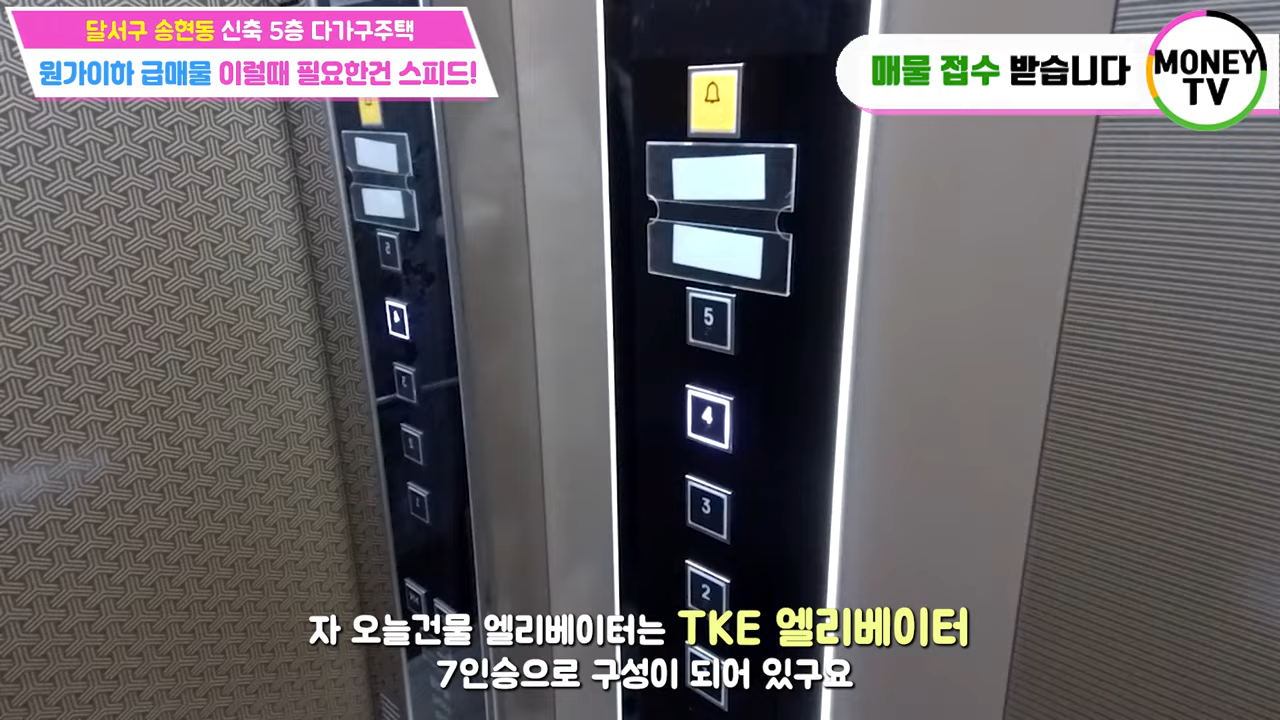 달서구 송현동 신축 5층 다가구주택
원가이하 급매물 이럴때 필요한건 스피드!
매물 접수 받습니다
MONEY
TV
5
4
3
2
자 오늘건물 엘리베이터는 TKE 엘리베이터
7인승으로 구성이 되어 있구요